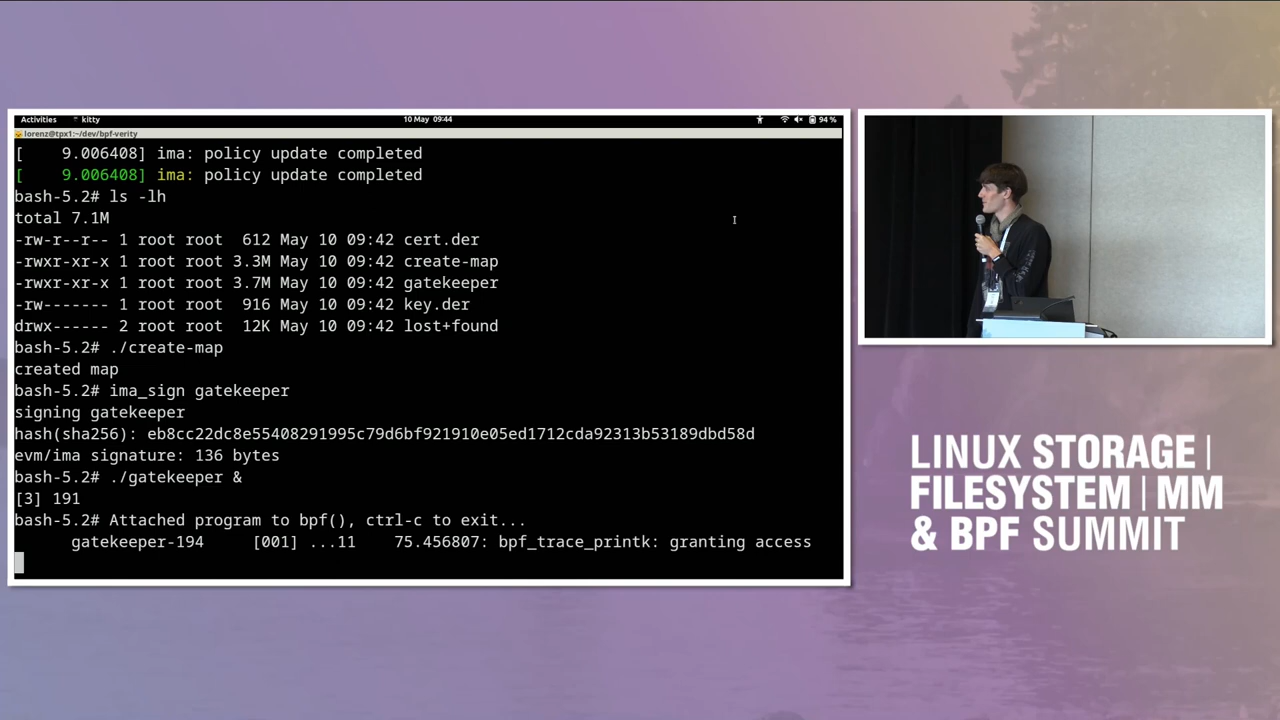 Activities kitty 10 May 09:44 94 %
lorenz@tpx1:~/dev/bpf-verity
[    9.006408] ima: policy update completed
[    9.006408] ima: policy update completed
bash-5.2# ls -lh
total 7.1M
-rw-r--r-- 1 root root  612 May 10 09:42 cert.der
-rwxr-xr-x 1 root root 3.3M May 10 09:42 create-map
-rwxr-xr-x 1 root root 3.7M May 10 09:42 gatekeeper
-rw------- 1 root root  916 May 10 09:42 key.der
drwx------ 2 root root  12K May 10 09:42 lost+found
bash-5.2# ./create-map
created map
bash-5.2# ima_sign gatekeeper
signing gatekeeper
hash(sha256): eb8cc22dc8e55408291995c79d6bf921910e05ed1712cda92313b53189dbd58d
evm/ima signature: 136 bytes
bash-5.2# ./gatekeeper &
[3] 191
bash-5.2# Attached program to bpf(), ctrl-c to exit...
      gatekeeper-194     [001] ...11    75.456807: bpf_trace_printk: granting access
LINUX STORAGE |
FILESYSTEM | MM
& BPF SUMMIT